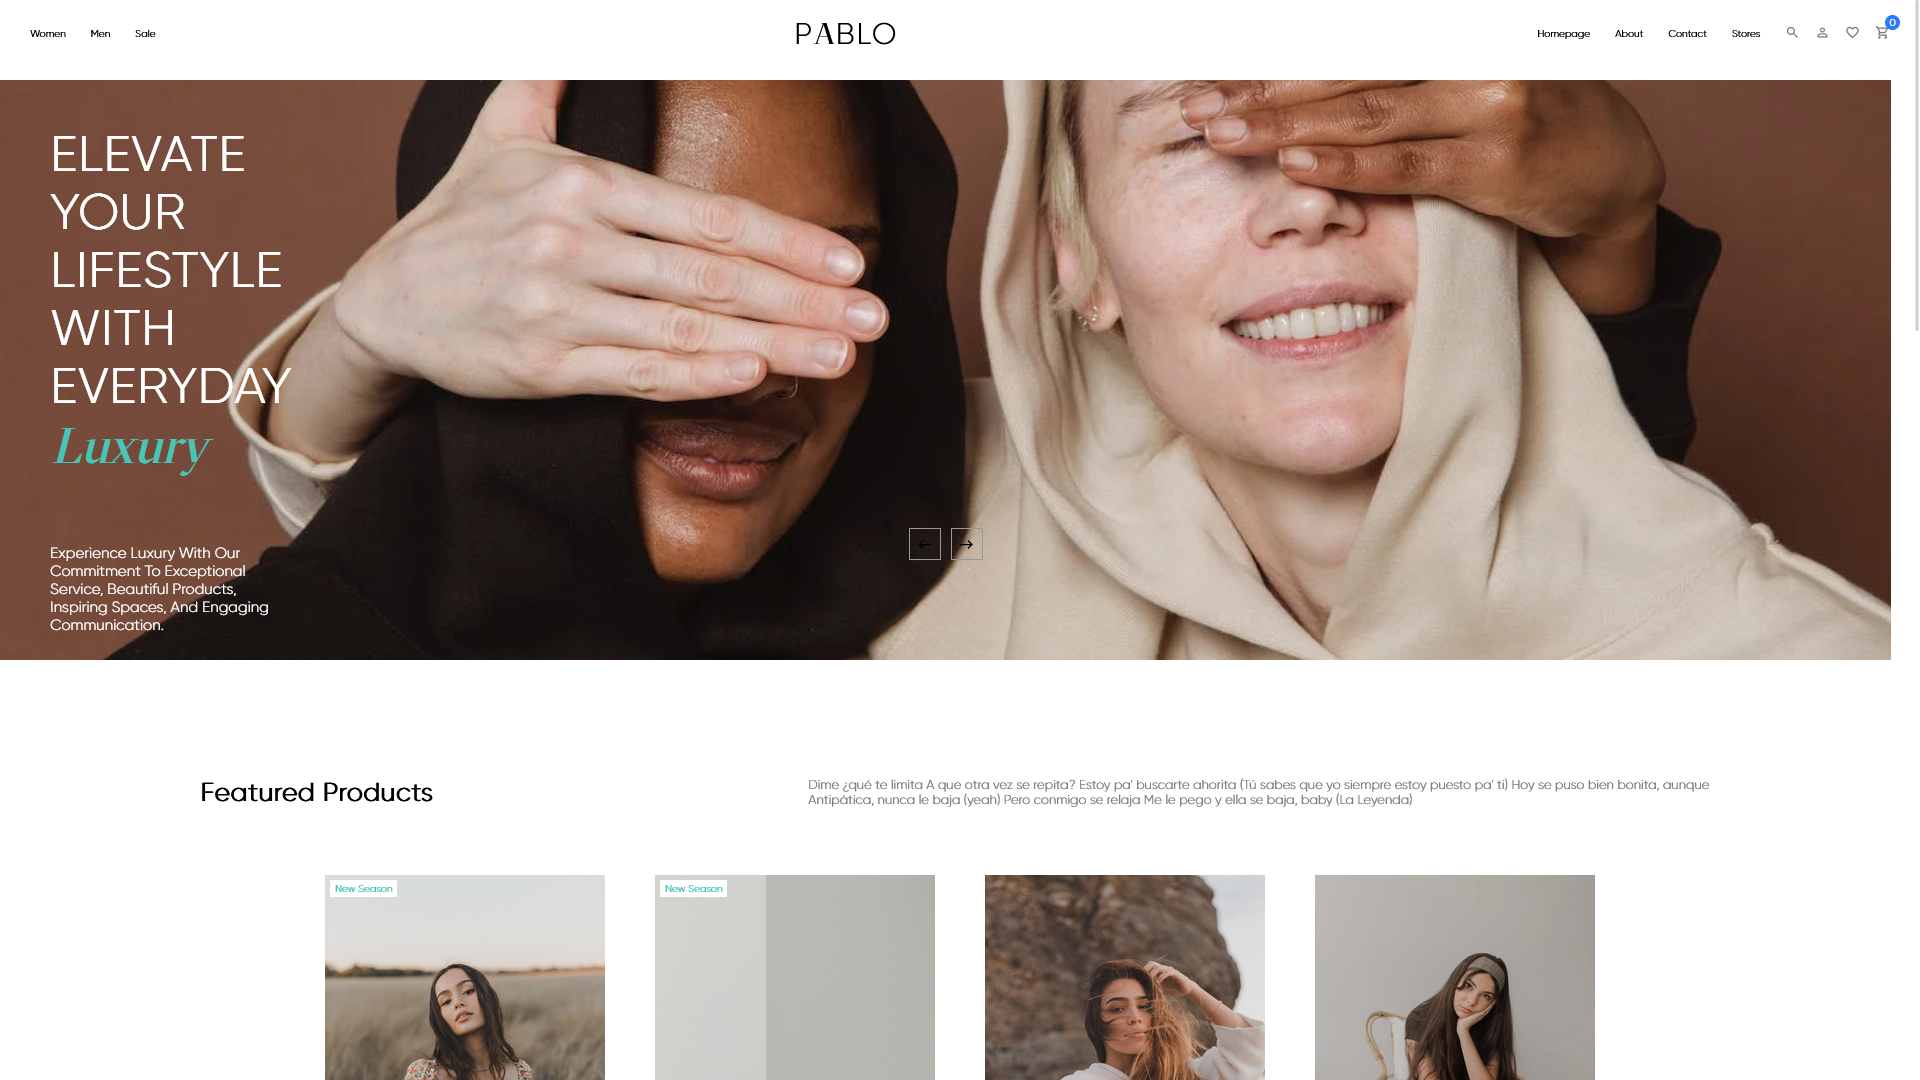 Women Men Sale
PABLO
Homepage About Contact Stores
0
ELEVATE
YOUR
LIFESTYLE
WITH
EVERYDAY
Luxury
Experience Luxury With Our
Commitment To Exceptional
Service, Beautiful Products,
Inspiring Spaces, And Engaging
Communication.
Featured Products
Dime ¿qué te limita A que otra vez se repita? Estoy pa’ buscarte ahorita (Tú sabes que yo siempre estoy puesto pa' ti) Hoy se puso bien bonita, aunque
Antipática, nunca le baja (yeah) Pero conmigo se relaja Me le pego y ella se baja, baby (La Leyenda)
New Season
New Season